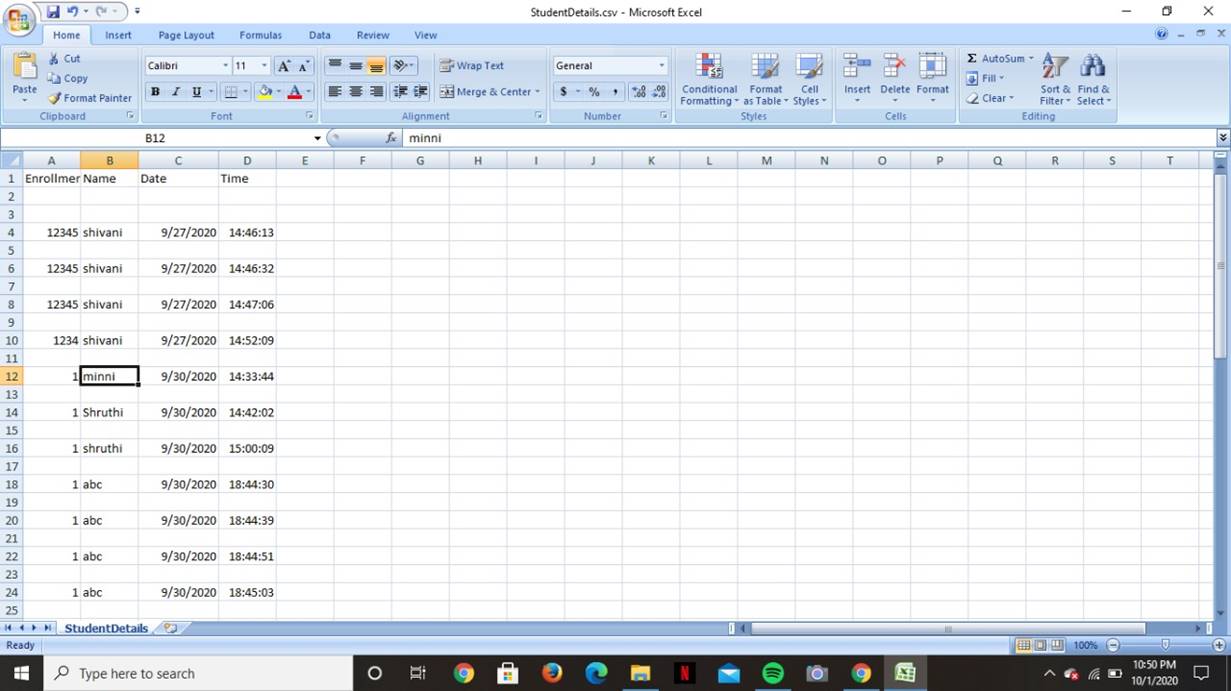 StudentDetails.csv - Microsoft Excel
Home Insert Page Layout Formulas Data Review View
Paste
Cut
Copy
Format Painter
Clipboard
Calibri 11 A A
B I U A
Font
Wrap Text
Merge & Center
Alignment
General
$ % , .00 .00
Number
Conditional Formatting
Format as Table
Cell Styles
Styles
Insert Delete Format
Cells
Σ AutoSum
Fill
Clear
Sort & Filter
Find & Select
Editing
B12 fx minni
A B C D E F G H I J K L M N O P Q R S T
1 Enrollmer Name Date Time
2
3
4 12345 shivani 9/27/2020 14:46:13
5
6 12345 shivani 9/27/2020 14:46:32
7
8 12345 shivani 9/27/2020 14:47:06
9
10 1234 shivani 9/27/2020 14:52:09
11
12 1 minni 9/30/2020 14:33:44
13
14 1 Shruthi 9/30/2020 14:42:02
15
16 1 shruthi 9/30/2020 15:00:09
17
18 1 abc 9/30/2020 18:44:30
19
20 1 abc 9/30/2020 18:44:39
21
22 1 abc 9/30/2020 18:44:51
23
24 1 abc 9/30/2020 18:45:03
25
StudentDetails
Ready 100%
Type here to search
N
10:50 PM
10/1/2020